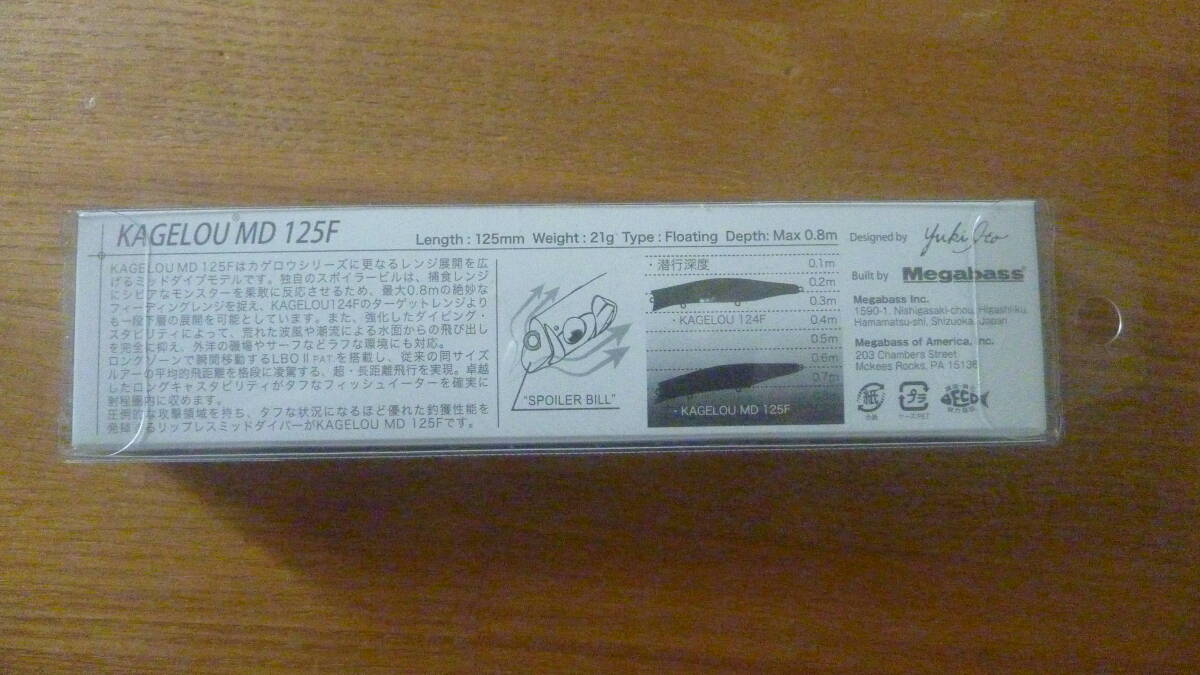 KAGELOU® MD 125F
Length : 125mm Weight : 21g Type : Floating Depth: Max 0.8m
KAGELOU MD 125Fはカゲロウシリーズに更なるレンジ展開を広
げるミッドダイブモデルです。独自のスポイラービルは、捕食レンジ
にシビアなモンスターを果敢に反応させるため、最大0.8mの絶妙な
フィーディングレンジを捉え、KAGELOU124Fのターゲットレンジより
も一段下層の展開を可能としています。また、強化したダイビング・
スタビリティによって、荒れた波風や潮流による水面からの飛び出し
を完全に抑え、外洋の磯場やサーフなどラフな環境にも対応。
ロングゾーンで瞬間移動するLBO II PAT.を搭載し、従来の同サイズ
ルアーの平均的飛距離を格段に凌駕する、超・長距離飛行を実現。卓越
したロングキャスタビリティがタフなフィッシュイーターを確実に
射程圏内に収めます。
圧倒的な攻撃領域を持ち、タフな状況になるほど優れた釣獲性能を
発揮するリップレスミッドダイバーがKAGELOU MD 125Fです。
"SPOILER BILL"
・潜行深度
0.1m
0.2m
0.3m
・KAGELOU 124F
0.4m
0.5m
0.6m
0.7m
・KAGELOU MD 125F
Designed by Yuki Ito
Built by Megabass®
Megabass Inc.
1590-1, Nishigasaki-chou, Higashi-ku,
Hamamatsu-shi, Shizuoka, Japan
Megabass of America, Inc.
203 Chambers Street
Mckees Rocks, PA 15136
紙
台紙
プラ
ケース:PET
ECO